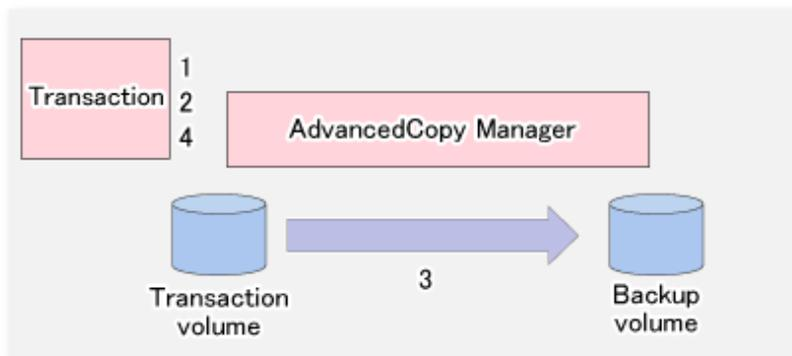 1
Transaction 2
4
AdvancedCopy Manager
3
Transaction
volume
Backup
volume